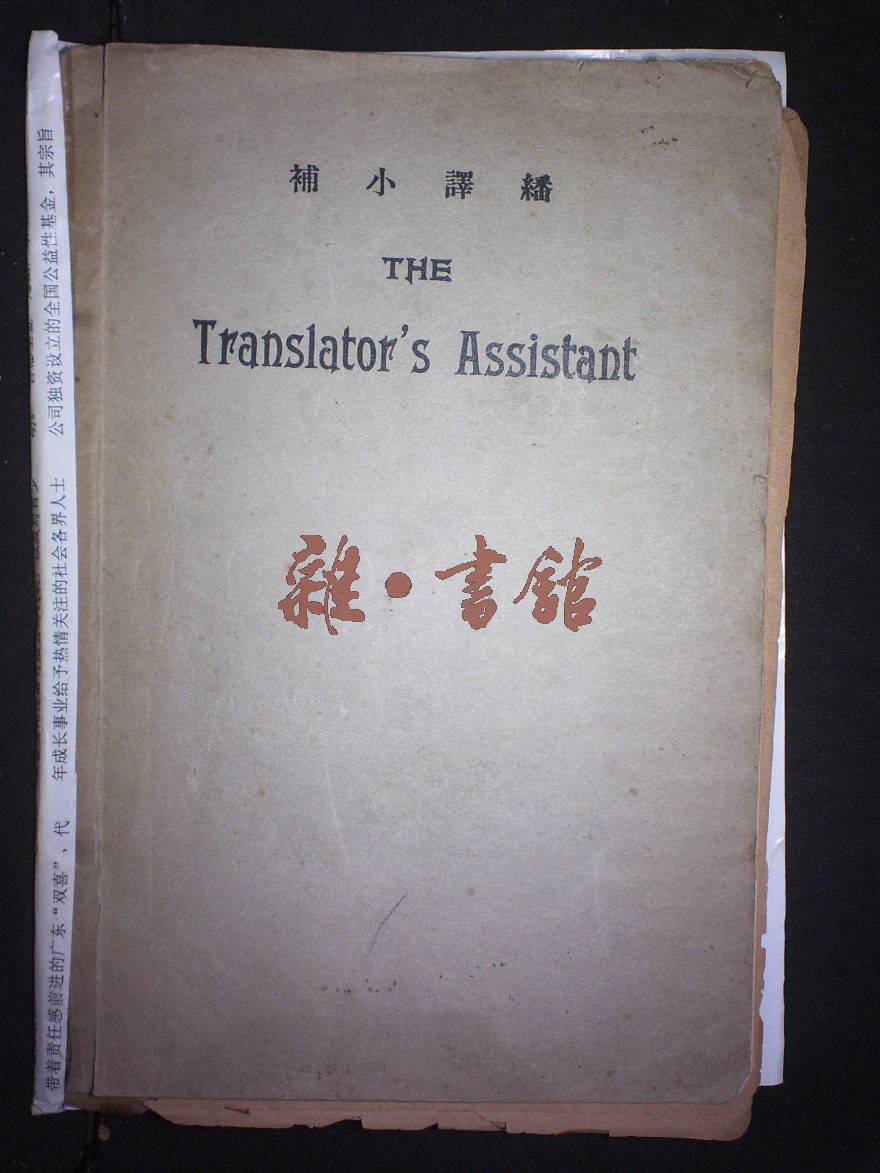 繙譯小補
THE
Translator's Assistant
雜•書館
带着责任感前进的广东“双喜”，代 年成长事业给予热情关注的社会各界人士 公司独资设立的全国公益性基金，其宗旨